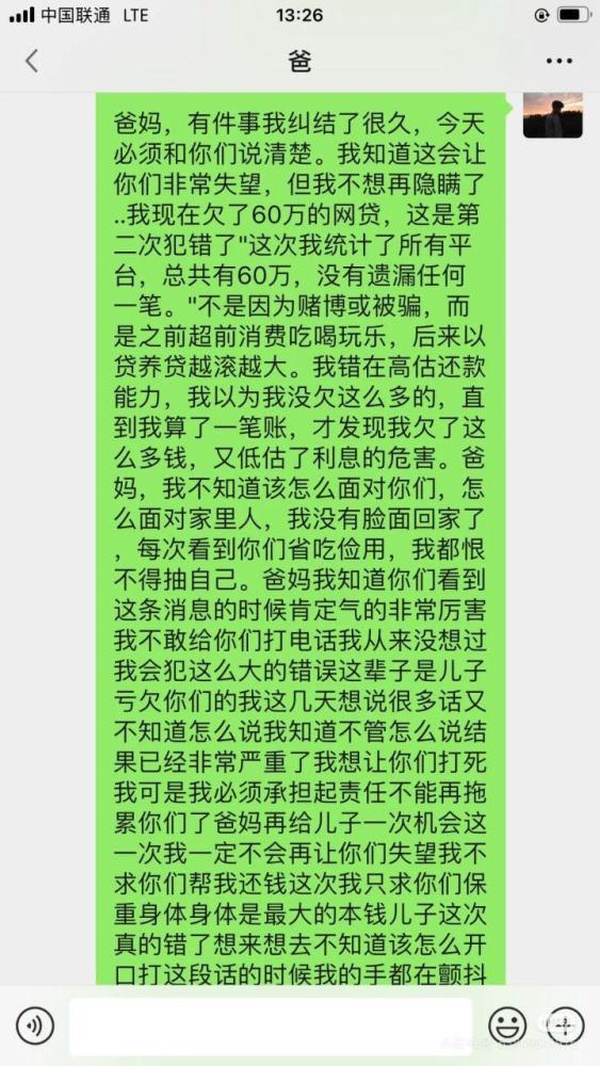 中国联通 LTE
13:26
爸
爸妈，有件事我纠结了很久，今天
必须和你们说清楚。我知道这会让
你们非常失望，但我不想再隐瞒了
..我现在欠了60万的网贷，这是第
二次犯错了"这次我统计了所有平
台，总共有60万，没有遗漏任何
一笔。"不是因为赌博或被骗，而
是之前超前消费吃喝玩乐，后来以
贷养贷越滚越大。我错在高估还款
能力，我以为我没欠这么多的，直
到我算了一笔账，才发现我欠了这
么多钱，又低估了利息的危害。爸
妈，我不知道该怎么面对你们，怎
么面对家里人，我没有脸面回家了
，每次看到你们省吃俭用，我都恨
不得抽自己。爸妈我知道你们看到
这条消息的时候肯定气的非常厉害
我不敢给你们打电话我从来没想过
我会犯这么大的错误这辈子是儿子
亏欠你们的我这几天想说很多话又
不知道怎么说我知道不管怎么说结
果已经非常严重了我想让你们打死
我可是我必须承担起责任不能再拖
累你们了爸妈再给儿子一次机会这
一次我一定不会再让你们失望我不
求你们帮我还钱这次我只求你们保
重身体身体是最大的本钱儿子这次
真的错了想来想去不知道该怎么开
口打这段话的时候我的手都在颤抖